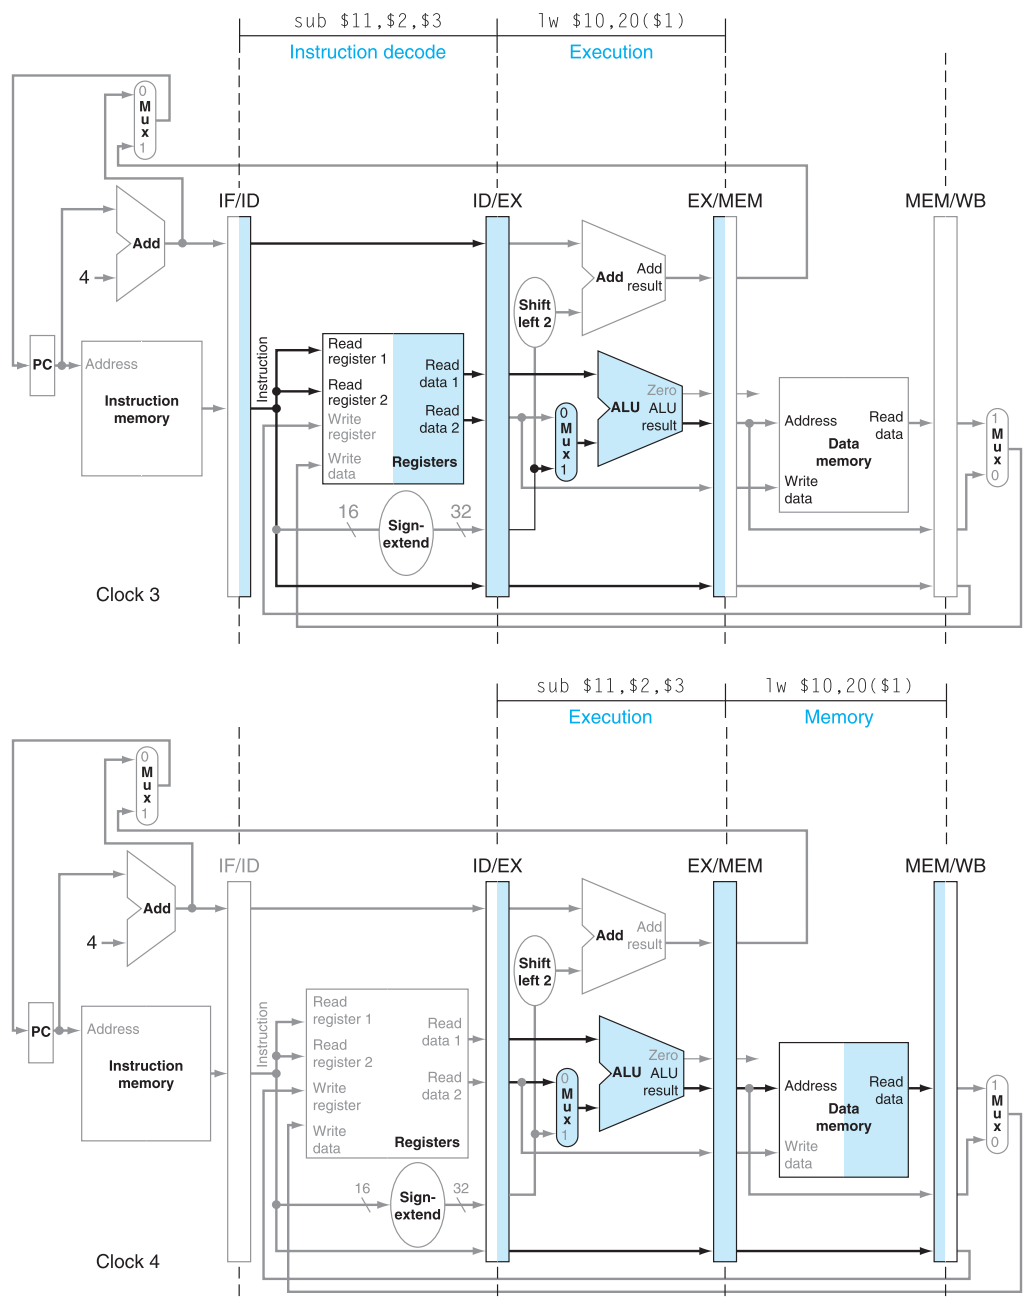 sub $11,$2,$3
lw $10,20($1)
Instruction decode
Execution
0
M
u
x
1
IF/ID
ID/EX
EX/MEM
MEM/WB
Add
4
Add
Add
result
Shift
left 2
PC
Address
Instruction
memory
Instruction
Read
register 1
Read
register 2
Write
register
Write
data
Read
data 1
Read
data 2
Registers
0
M
u
x
1
Zero
ALU
ALU
result
Address
Read
data
Data
memory
Write
data
1
M
u
x
0
16
Sign-
extend
32
Clock 3
sub $11,$2,$3
lw $10,20($1)
Execution
Memory
0
M
u
x
1
IF/ID
ID/EX
EX/MEM
MEM/WB
Add
4
Add
Add
result
Shift
left 2
PC
Address
Instruction
memory
Instruction
Read
register 1
Read
register 2
Write
register
Write
data
Read
data 1
Read
data 2
Registers
0
M
u
x
1
Zero
ALU
ALU
result
Address
Read
data
Data
memory
Write
data
1
M
u
x
0
16
Sign-
extend
32
Clock 4